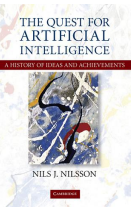 THE QUEST FOR
ARTIFICIAL
INTELLIGENCE
A HISTORY OF IDEAS AND ACHIEVEMENTS
NILS J. NILSSON
CAMBRIDGE